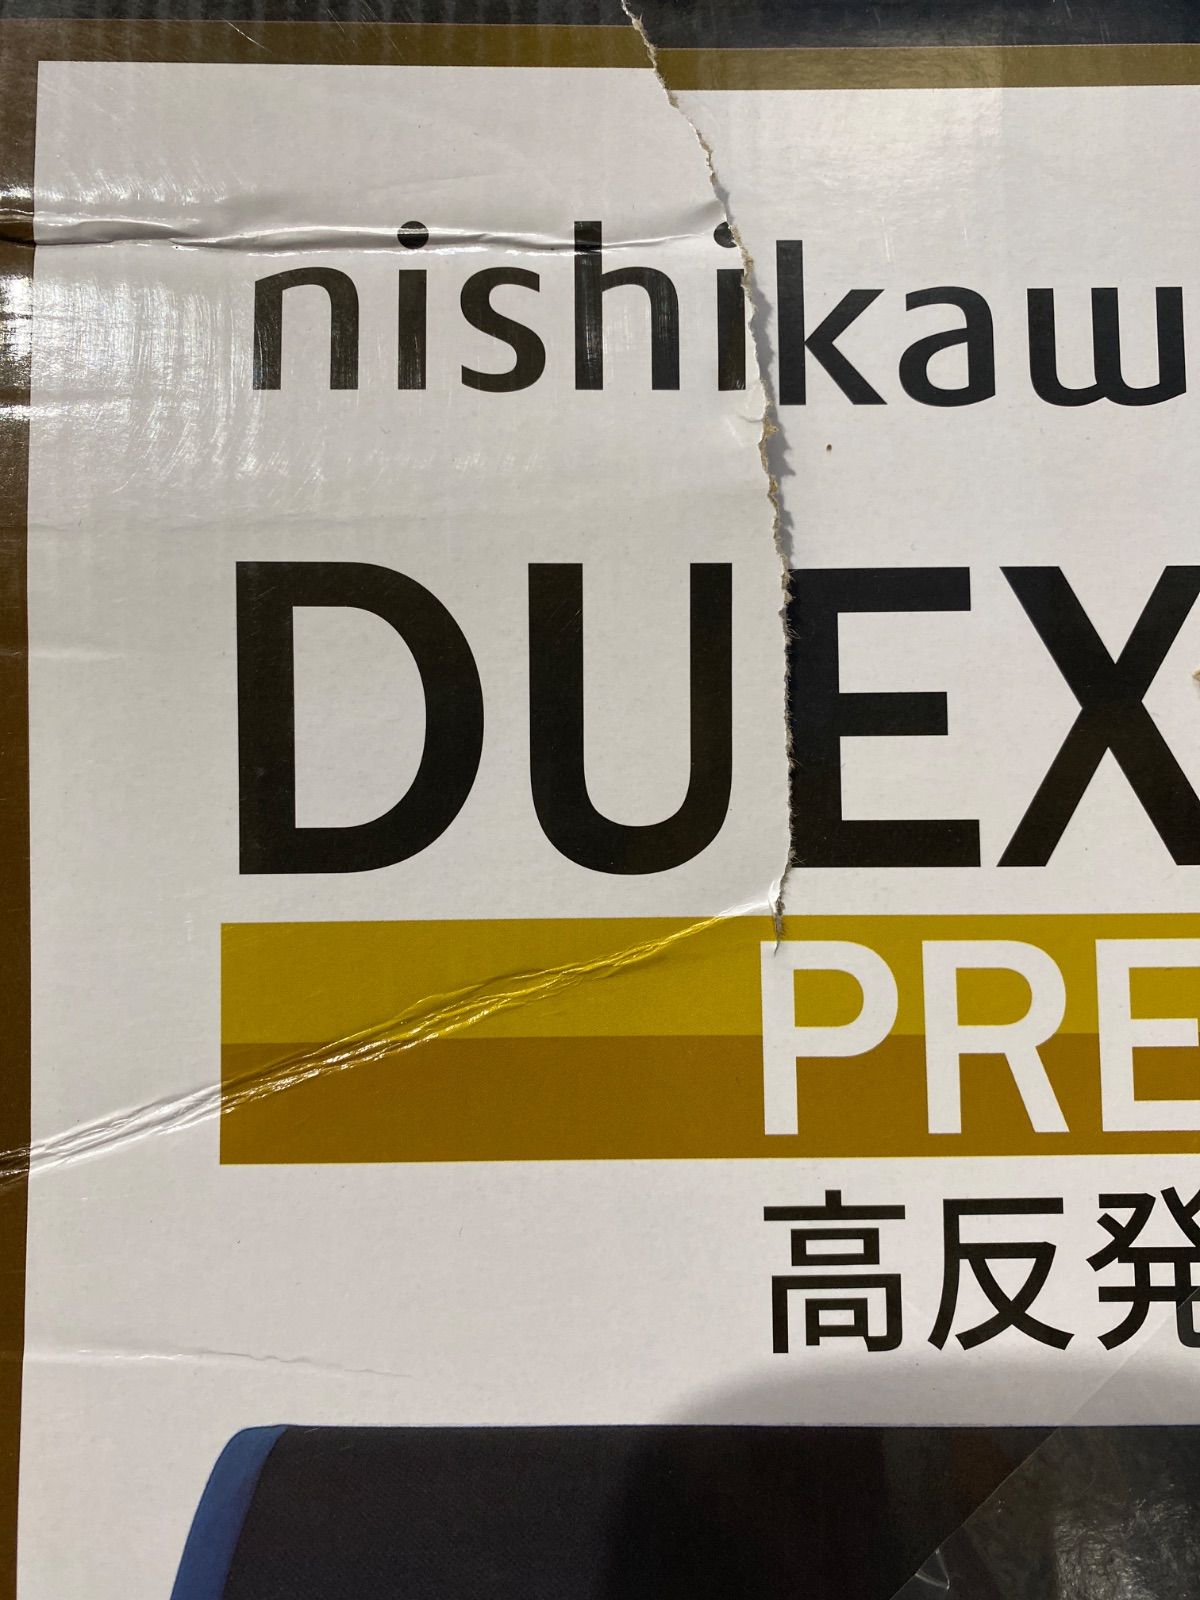 nishikaw
DUEX
PRE
高反発